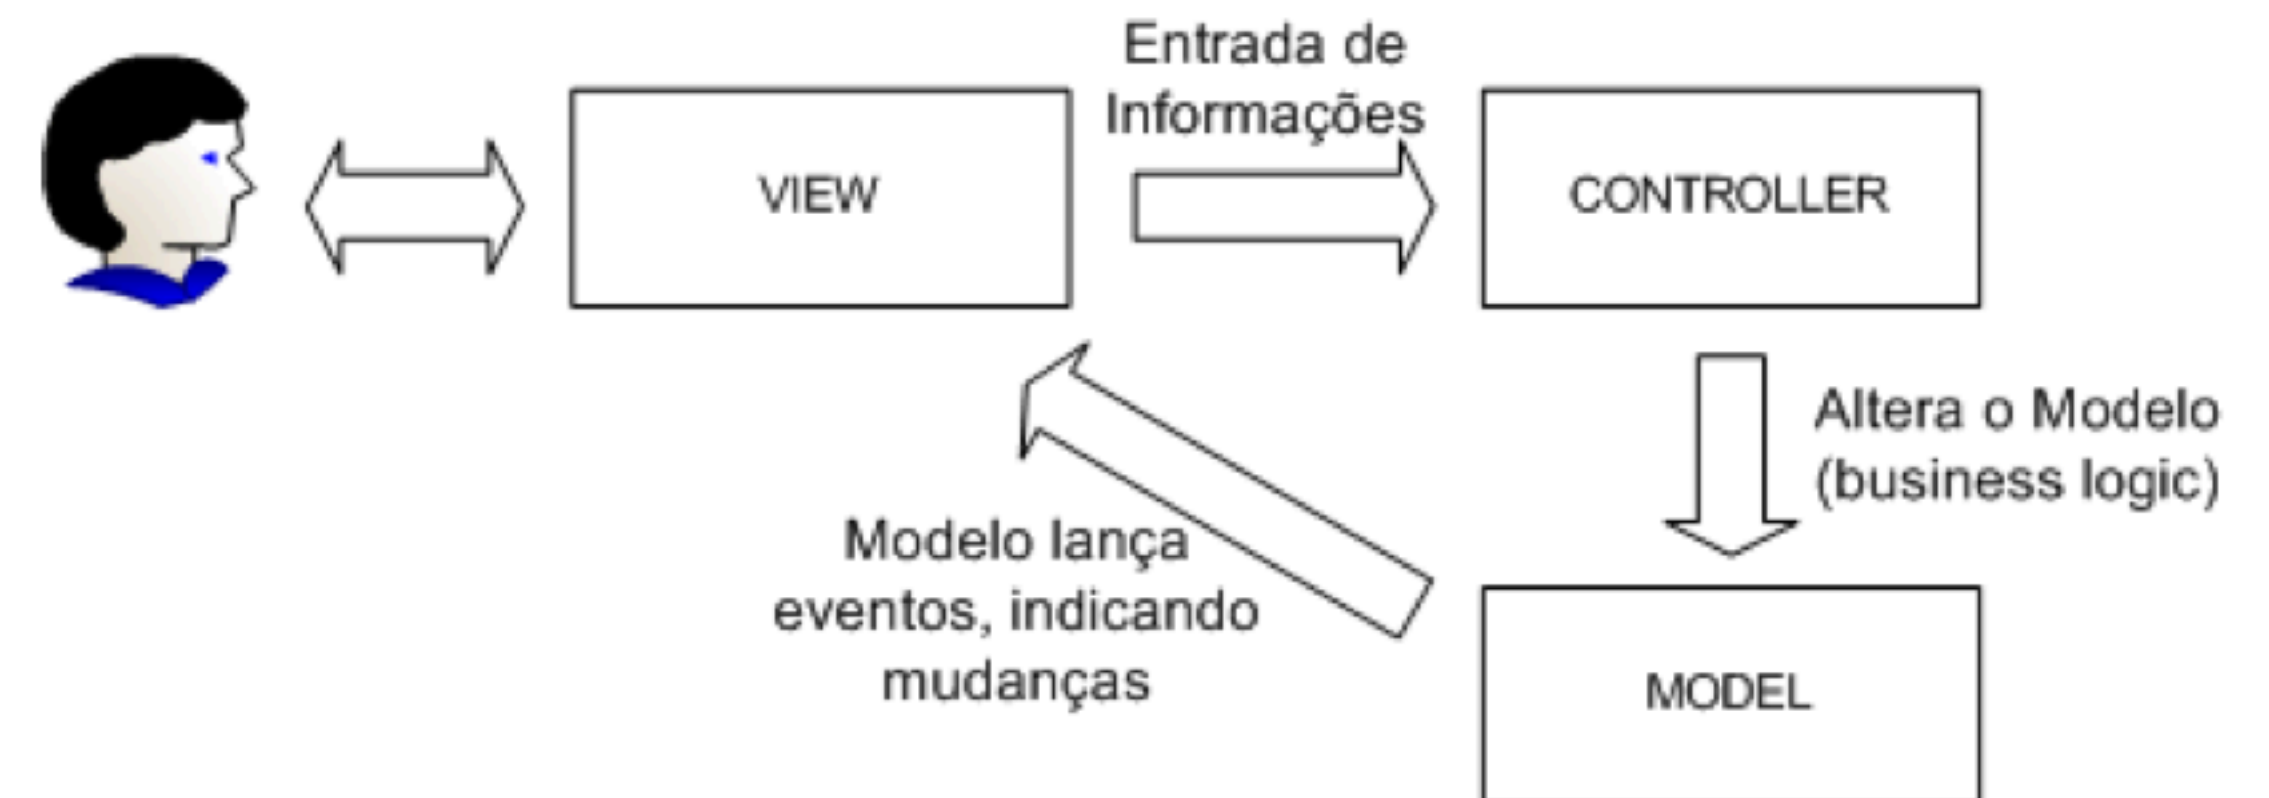 Entrada de
Informações
VIEW
CONTROLLER
Altera o Modelo
(business logic)
Modelo lança
eventos, indicando
mudanças
MODEL